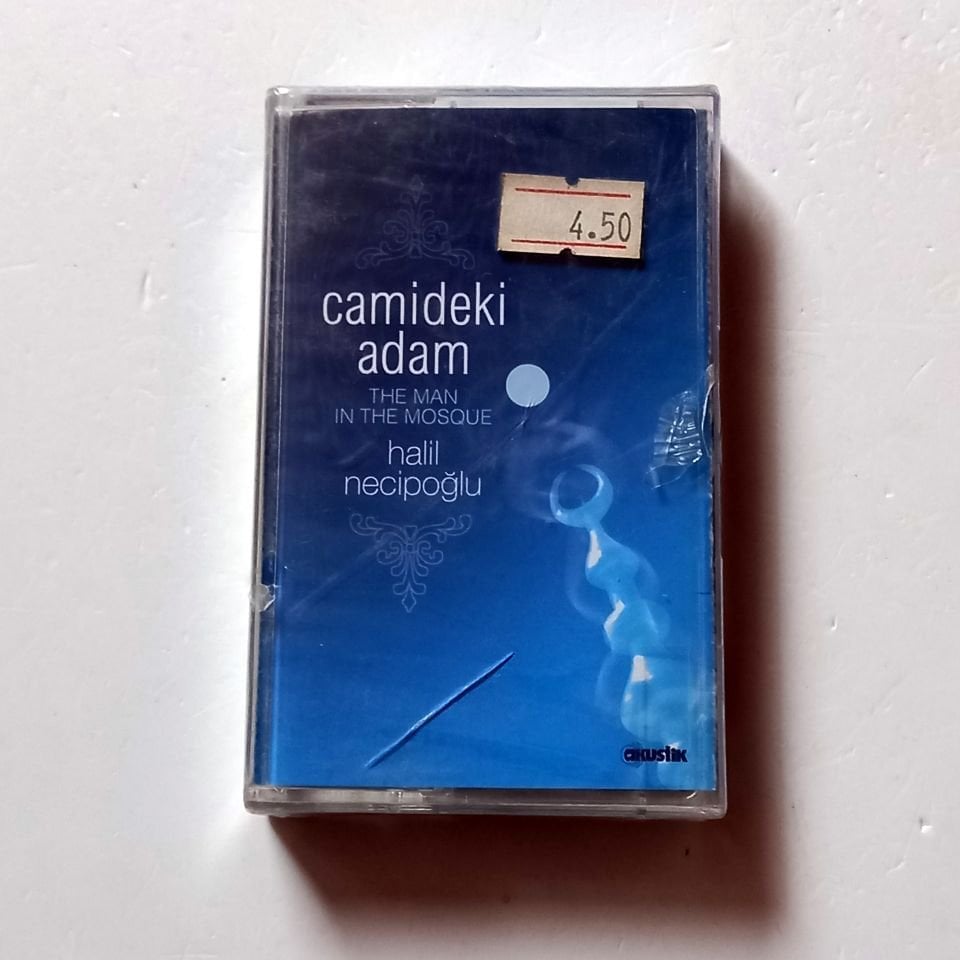 4.50
camideki
adam
THE MAN
IN THE MOSQUE
halil
necipoğlu
akustik